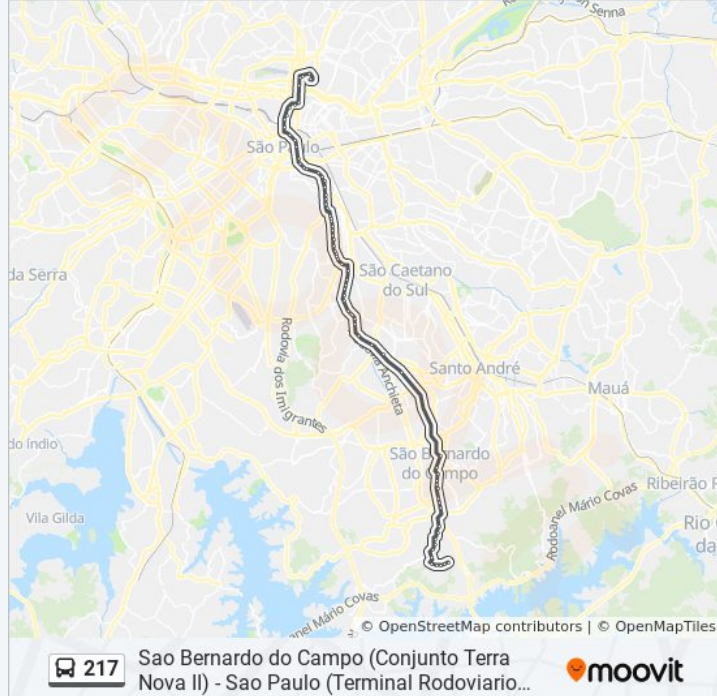 Senna
São Paulo
da Serra
São Caetano
do Sul
Rodovia dos Imigrantes
Anchieta
Santo André
Mauá
São Bernardo
do Campo
do Índio
Vila Gilda
Ribeirão P
Rodoanel Mário Covas
Rio G
da
Mário Covas
© OpenStreetMap contributors | © OpenMapTiles
217
Sao Bernardo do Campo (Conjunto Terra
Nova II) - Sao Paulo (Terminal Rodoviario...
moovit